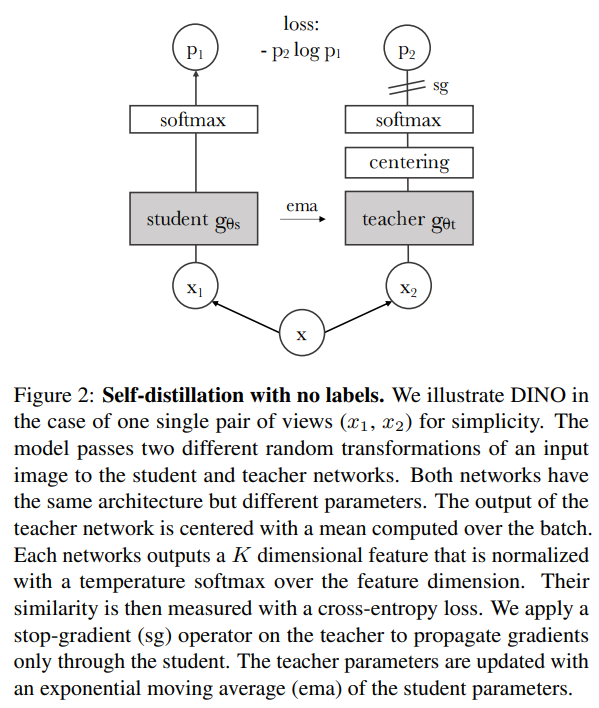 loss:
p1 - p2 log p1 p2
sg
softmax softmax
centering
ema
student gθs teacher gθt
x1 x2
x
Figure 2: Self-distillation with no labels. We illustrate DINO in
the case of one single pair of views (x1, x2) for simplicity. The
model passes two different random transformations of an input
image to the student and teacher networks. Both networks have
the same architecture but different parameters. The output of the
teacher network is centered with a mean computed over the batch.
Each networks outputs a K dimensional feature that is normalized
with a temperature softmax over the feature dimension. Their
similarity is then measured with a cross-entropy loss. We apply a
stop-gradient (sg) operator on the teacher to propagate gradients
only through the student. The teacher parameters are updated with
an exponential moving average (ema) of the student parameters.